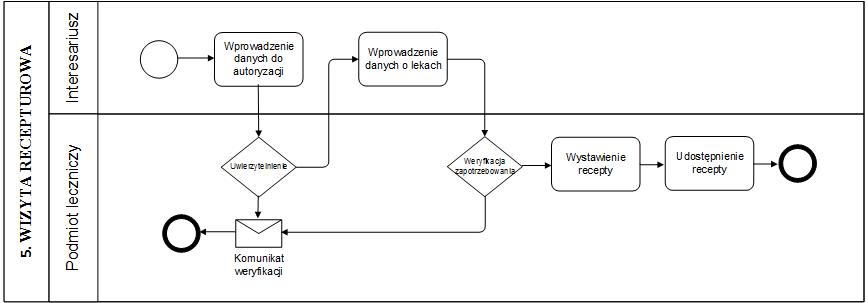 5. WIZYTA RECEPTUROWA
Interesariusz
Wprowadzenie
danych do
autoryzacji
Wprowadzenie
danych o lekach
Podmiot leczniczy
Uwierzytelnienie
Weryfikacja
zapotrzebowania
Wystawienie
recepty
Udostępnienie
recepty
Komunikat
weryfikacji